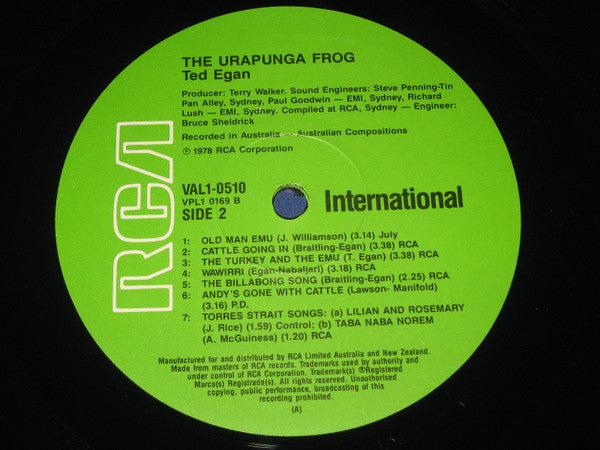 THE URAPUNGA FROG
Ted Egan
Producer: Terry Walker. Sound Engineers: Steve Penning-Tin
Pan Alley, Sydney, Paul Goodwin — EMI, Sydney, Richard
Lush — EMI, Sydney. Compiled at RCA, Sydney — Engineer:
Bruce Sheldrick
Recorded in Australia — Australian Compositions
℗ 1978 RCA Corporation
RCA
VAL1-0510
VPL1 0169 B
SIDE 2
International
1: OLD MAN EMU (J. Williamson) (3.14) July
2: CATTLE GOING IN (Braitling-Egan) (3.38) RCA
3: THE TURKEY AND THE EMU (T. Egan) (3.38) RCA
4: WAWIRRI (Egan-Nabaljari) (3.18) RCA
5: THE BILLABONG SONG (Braitling-Egan) (2.25) RCA
6: ANDY'S GONE WITH CATTLE (Lawson- Manifold)
(3.16) P.D.
7: TORRES STRAIT SONGS: (a) LILIAN AND ROSEMARY
(J. Rice) (1.59) Control; (b) TABA NABA NOREM
(A. McGuiness) (1.20) RCA
Manufactured for and distributed by RCA Limited Australia and New Zealand.
Made from masters of RCA records. Trademarks used by authority and
under control of RCA Corporation. Trademark(s) ®Registered
Marca(s) Registrada(s). All rights reserved. Unauthorised
copying, public performance, broadcasting of this
recording prohibited.
(A)